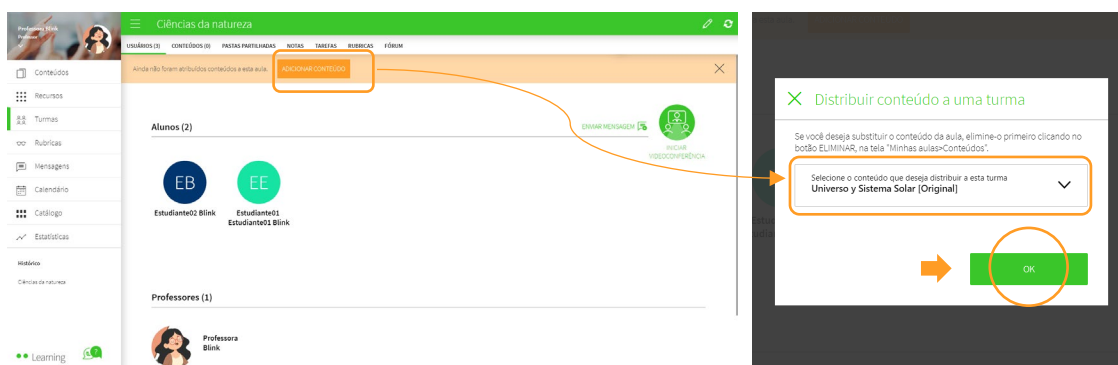 Professora Blink
Professor
Ciências da natureza
USUÁRIOS (3) CONTEÚDOS (0) PASTAS PARTILHADAS NOTAS TAREFAS RUBRICAS FÓRUM
Ainda não foram atribuídos conteúdos a esta aula. ADICIONAR CONTEÚDO
Conteúdos
Recursos
Turmas
Rubricas
Mensagens
Calendário
Catálogo
Estatísticas
Histórico
Ciências da natureza
Learning
?
Alunos (2)
ENVIAR MENSAGEM
INICIAR
VIDEOCONFERÊNCIA
EB
EE
Estudiante02 Blink
Estudiante01
Estudiante01 Blink
Professores (1)
Professora
Blink
Distribuir conteúdo a uma turma
Se você deseja substituir o conteúdo da aula, elimine-o primeiro clicando no
botão ELIMINAR, na tela "Minhas aulas>Conteúdos".
Selecione o conteúdo que deseja distribuir a esta turma
Universo y Sistema Solar [Original]
OK